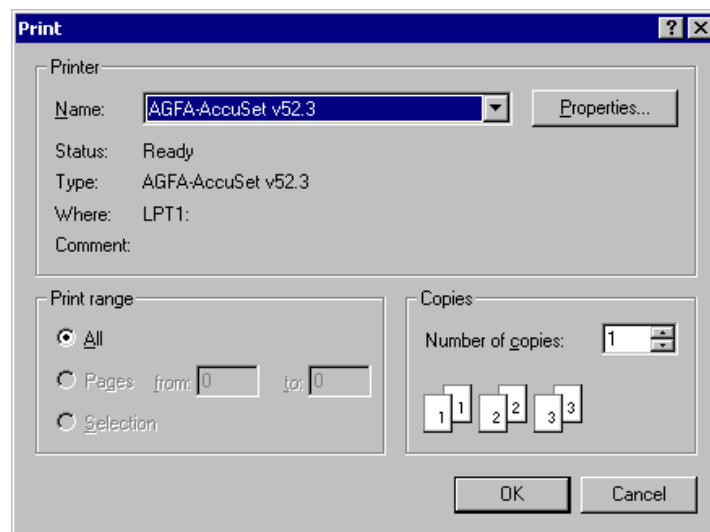 Print
Printer
Name: AGFA-AccuSet v52.3 Properties...
Status: Ready
Type: AGFA-AccuSet v52.3
Where: LPT1:
Comment:
Print range
All
Pages from: 0 to: 0
Selection
Copies
Number of copies: 1
1 1 2 2 3 3
OK Cancel